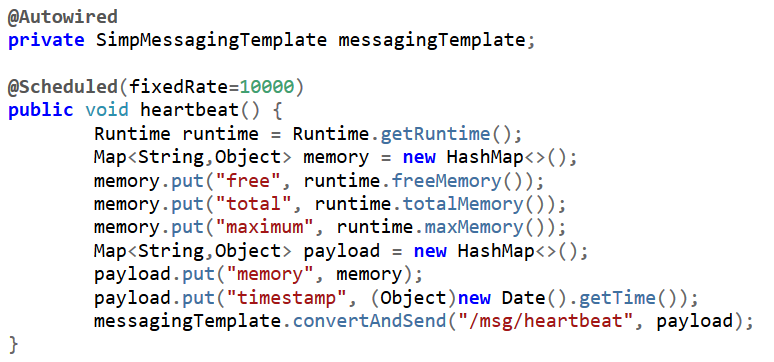 @Autowired
private SimpMessagingTemplate messagingTemplate;

@Scheduled(fixedRate=10000)
public void heartbeat() {
        Runtime runtime = Runtime.getRuntime();
        Map<String,Object> memory = new HashMap<>();
        memory.put("free", runtime.freeMemory());
        memory.put("total", runtime.totalMemory());
        memory.put("maximum", runtime.maxMemory());
        Map<String,Object> payload = new HashMap<>();
        payload.put("memory", memory);
        payload.put("timestamp", (Object)new Date().getTime());
        messagingTemplate.convertAndSend("/msg/heartbeat", payload);
}